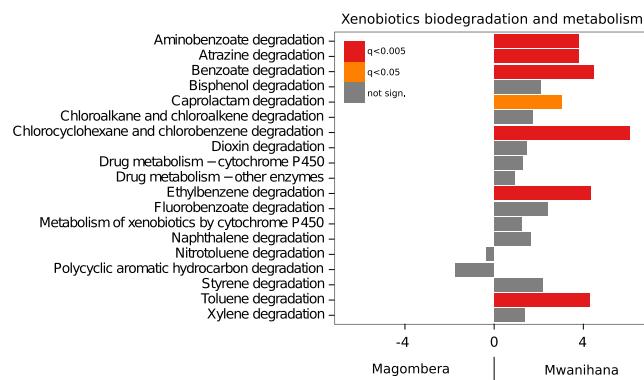 Xenobiotics biodegradation and metabolism
q<0.005
q<0.05
not sign.
Aminobenzoate degradation
Atrazine degradation
Benzoate degradation
Bisphenol degradation
Caprolactam degradation
Chloroalkane and chloroalkene degradation
Chlorocyclohexane and chlorobenzene degradation
Dioxin degradation
Drug metabolism – cytochrome P450
Drug metabolism – other enzymes
Ethylbenzene degradation
Fluorobenzoate degradation
Metabolism of xenobiotics by cytochrome P450
Naphthalene degradation
Nitrotoluene degradation
Polycyclic aromatic hydrocarbon degradation
Styrene degradation
Toluene degradation
Xylene degradation
-4 0 4
Magombera Mwanihana